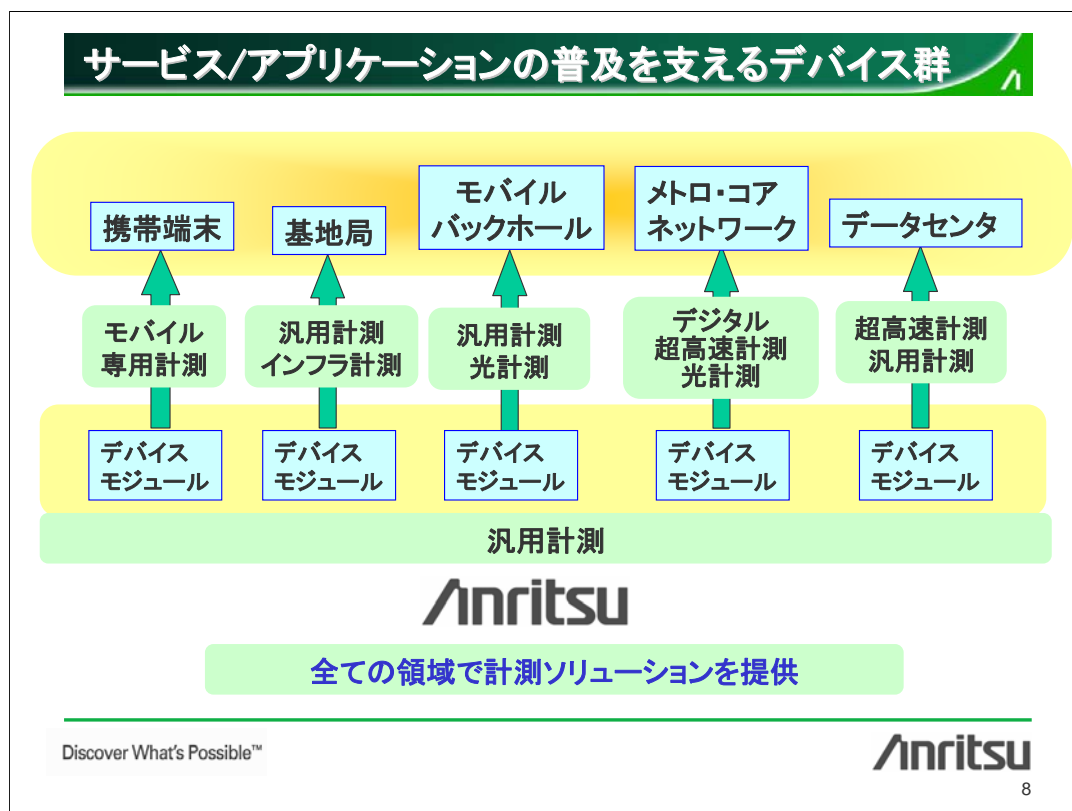 サービス/アプリケーションの普及を支えるデバイス群
携帯端末
基地局
モバイル
バックホール
メトロ・コア
ネットワーク
データセンタ
モバイル
専用計測
汎用計測
インフラ計測
汎用計測
光計測
デジタル
超高速計測
光計測
超高速計測
汎用計測
デバイス
モジュール
デバイス
モジュール
デバイス
モジュール
デバイス
モジュール
デバイス
モジュール
汎用計測
Anritsu
全ての領域で計測ソリューションを提供
Discover What's Possible™
Anritsu
8